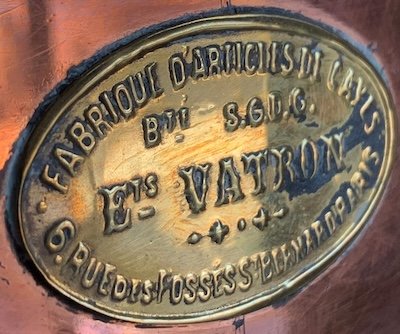 FABRIQUE D'ARTICLES DE CAVES
BTÉ S.G.D.G.
ETS VATRON
6. RUE DES FOSSÉS ST BERNARD PARIS